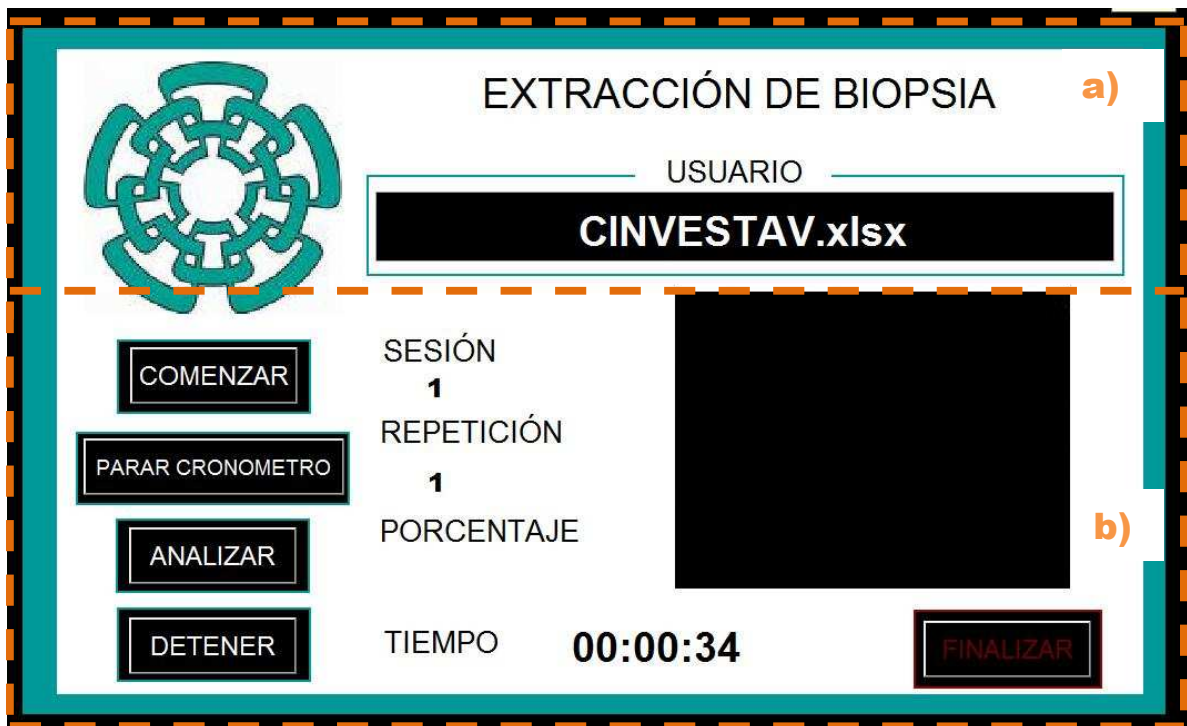 EXTRACCIÓN DE BIOPSIA
a)
USUARIO
CINVESTAV.xlsx
COMENZAR
SESIÓN
1
PARAR CRONOMETRO
REPETICIÓN
1
ANALIZAR
PORCENTAJE
b)
DETENER
TIEMPO
00:00:34
FINALIZAR